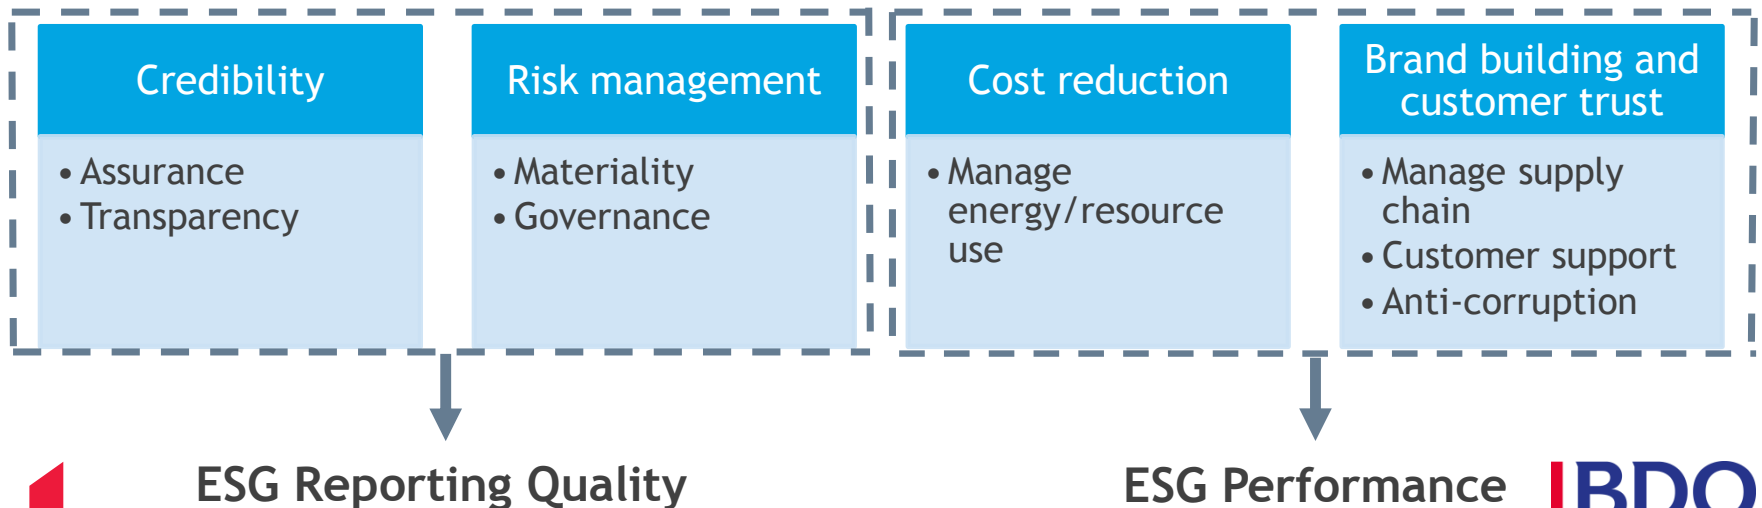 Credibility
• Assurance
• Transparency
Risk management
• Materiality
• Governance
Cost reduction
• Manage
energy/resource
use
Brand building and
customer trust
• Manage supply
chain
• Customer support
• Anti-corruption
ESG Reporting Quality
ESG Performance
BDO